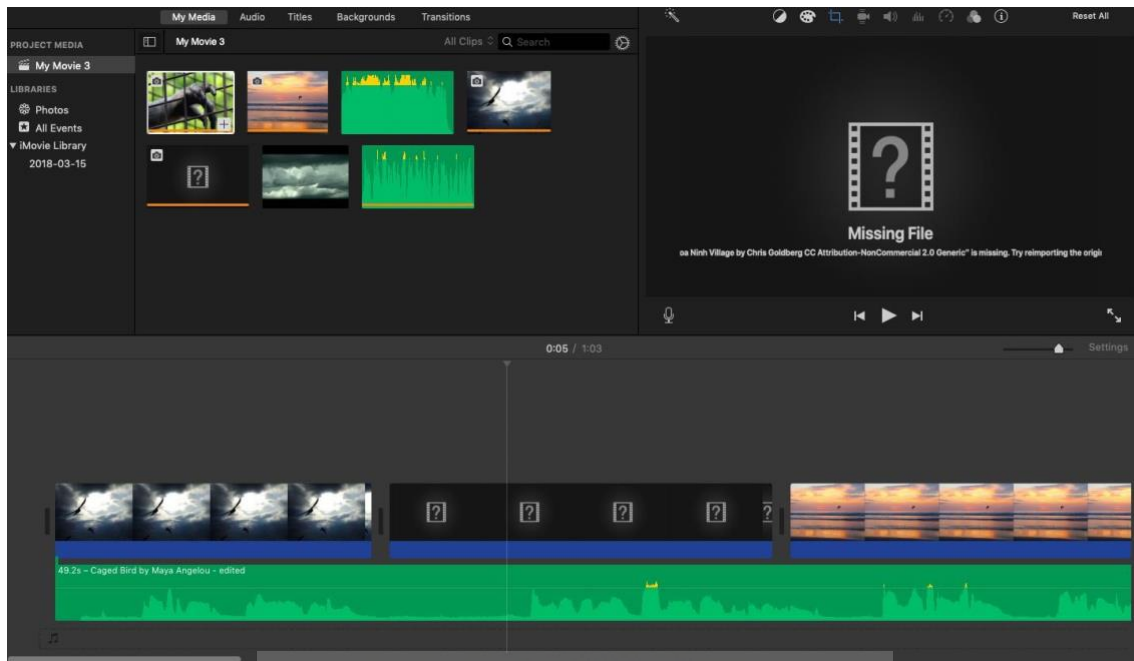 My Media Audio Titles Backgrounds Transitions
Reset All
PROJECT MEDIA
My Movie 3
All Clips
Search
My Movie 3
LIBRARIES
Photos
All Events
iMovie Library
2018-03-15
?
?
Missing File
oa Ninh Village by Chris Goldberg CC Attribution-NonCommercial 2.0 Generic" is missing. Try reimporting the origi
0:05 / 1:03
Settings
? ? ? ? ?
49.2s – Caged Bird by Maya Angelou - edited